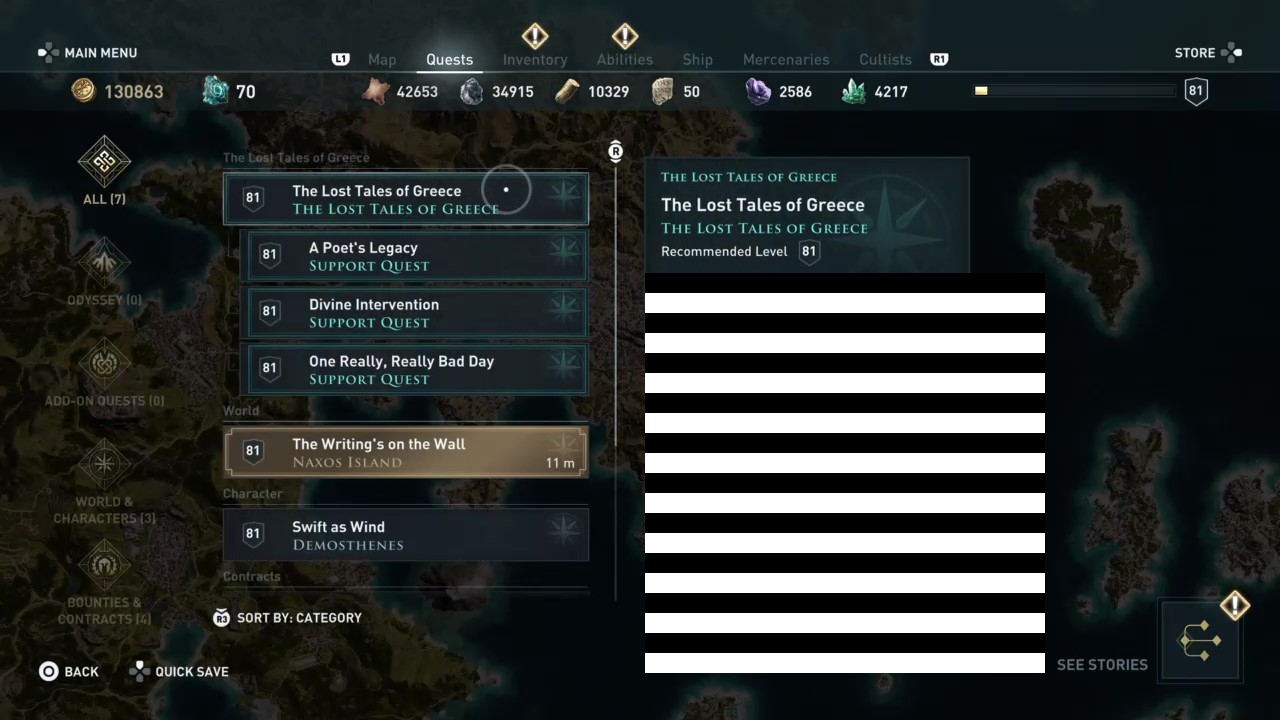 MAIN MENU
L1 Map Quests Inventory Abilities Ship Mercenaries Cultists R1
STORE
130863 70 42653 34915 10329 50 2586 4217 81
ALL (7)
ODYSSEY (0)
ADD-ON QUESTS (0)
WORLD &
CHARACTERS (3)
BOUNTIES &
CONTRACTS (4)
The Lost Tales of Greece
81 The Lost Tales of Greece
THE LOST TALES OF GREECE
81 A Poet's Legacy
SUPPORT QUEST
81 Divine Intervention
SUPPORT QUEST
81 One Really, Really Bad Day
SUPPORT QUEST
World
81 The Writing's on the Wall
NAXOS ISLAND 11 m
Character
81 Swift as Wind
DEMOSTHENES
Contracts
R3 SORT BY: CATEGORY
R
THE LOST TALES OF GREECE
The Lost Tales of Greece
THE LOST TALES OF GREECE
Recommended Level 81
BACK QUICK SAVE
SEE STORIES